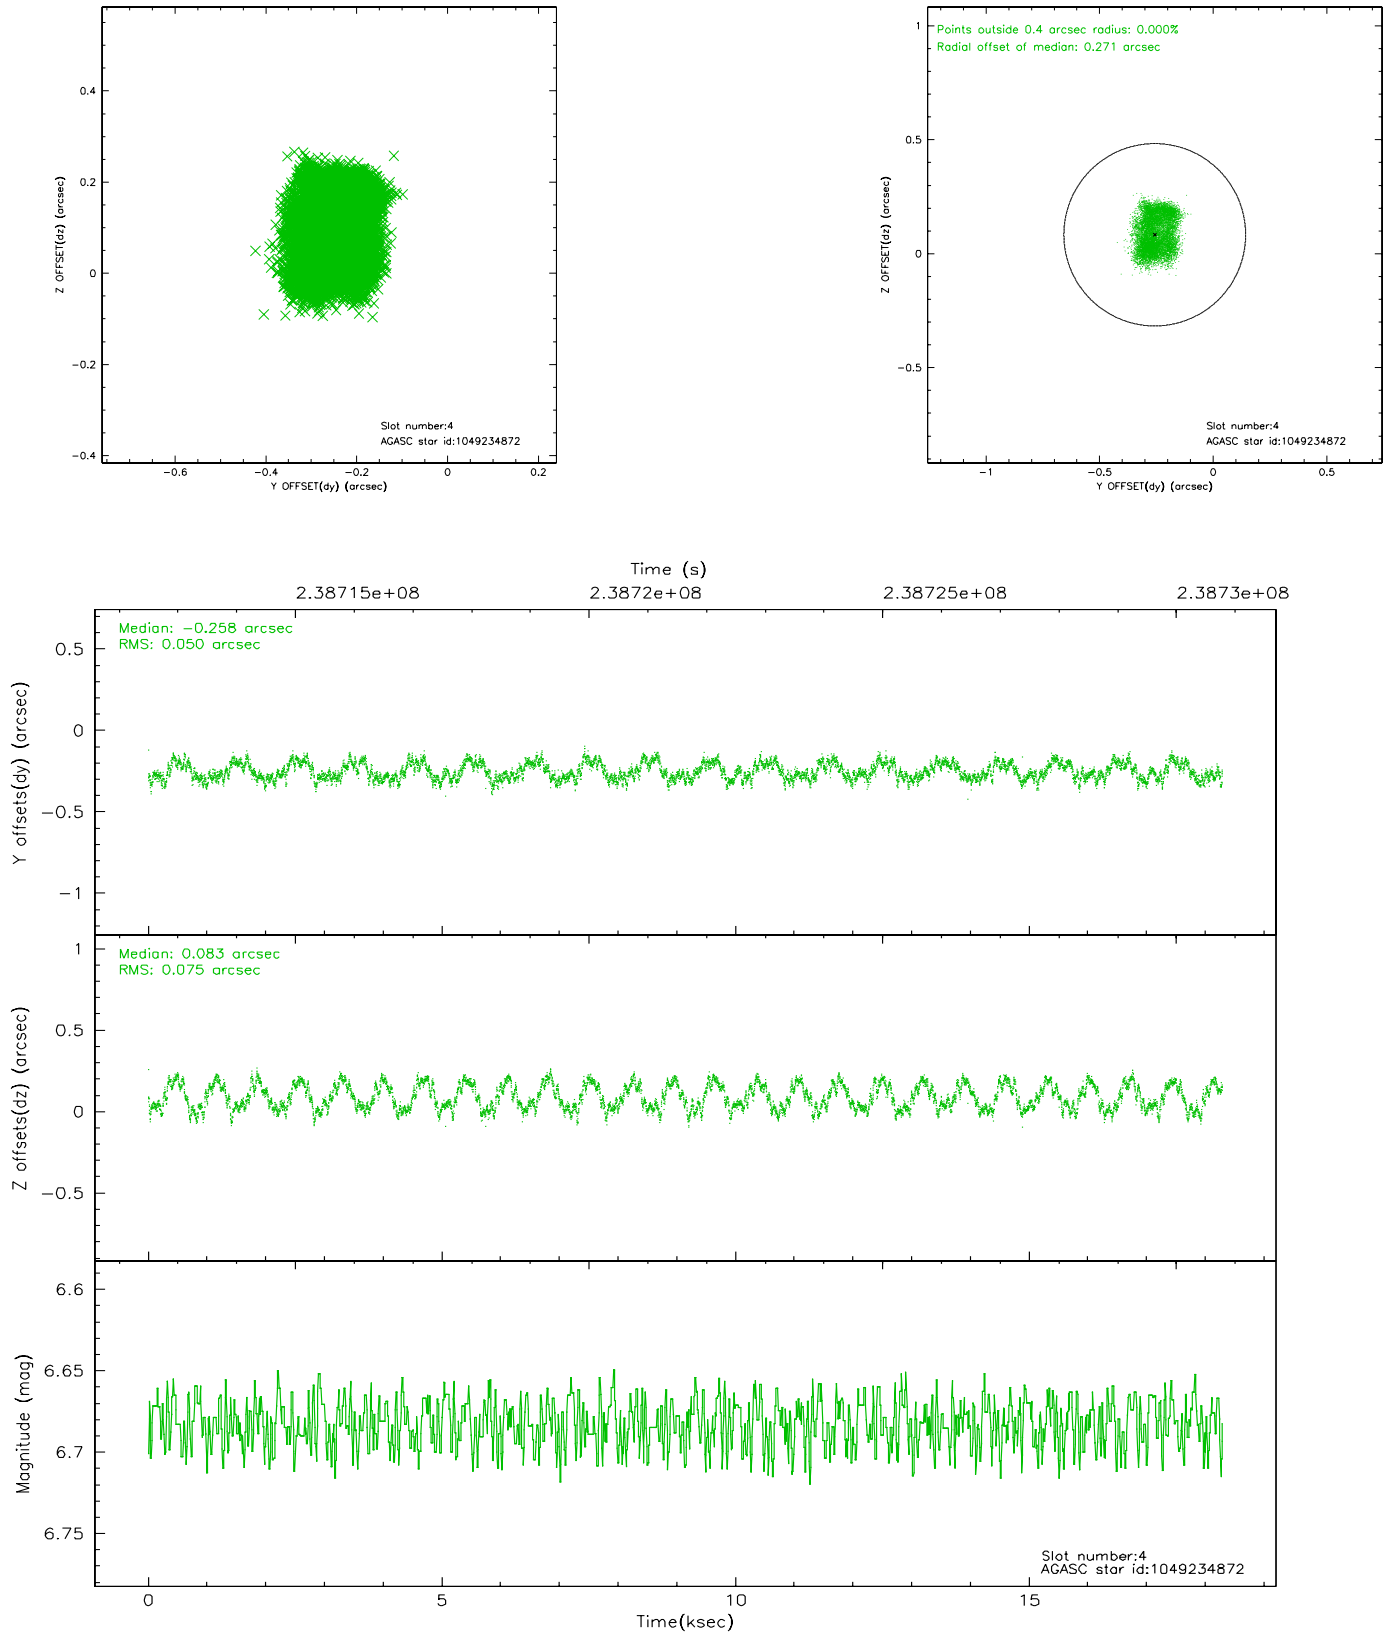 0.4
0.2
0
−0.2
−0.4
Z OFFSET(dz) (arcsec)
Slot number:4
AGASC star id:1049234872
−0.6
−0.4
−0.2
0
0.2
Y OFFSET(dy) (arcsec)
Points outside 0.4 arcsec radius: 0.000%
Radial offset of median: 0.271 arcsec
1
0.5
0
−0.5
Z OFFSET(dz) (arcsec)
Slot number:4
AGASC star id:1049234872
−1
−0.5
0
0.5
Y OFFSET(dy) (arcsec)
Time (s)
2.38715e+08
2.3872e+08
2.38725e+08
2.3873e+08
Median: −0.258 arcsec
RMS: 0.050 arcsec
0.5
0
−0.5
−1
Y offsets(dy) (arcsec)
Median: 0.083 arcsec
RMS: 0.075 arcsec
1
0.5
0
−0.5
Z offsets(dz) (arcsec)
6.6
6.65
6.7
6.75
Magnitude (mag)
Slot number:4
AGASC star id:1049234872
0
5
10
15
Time(ksec)